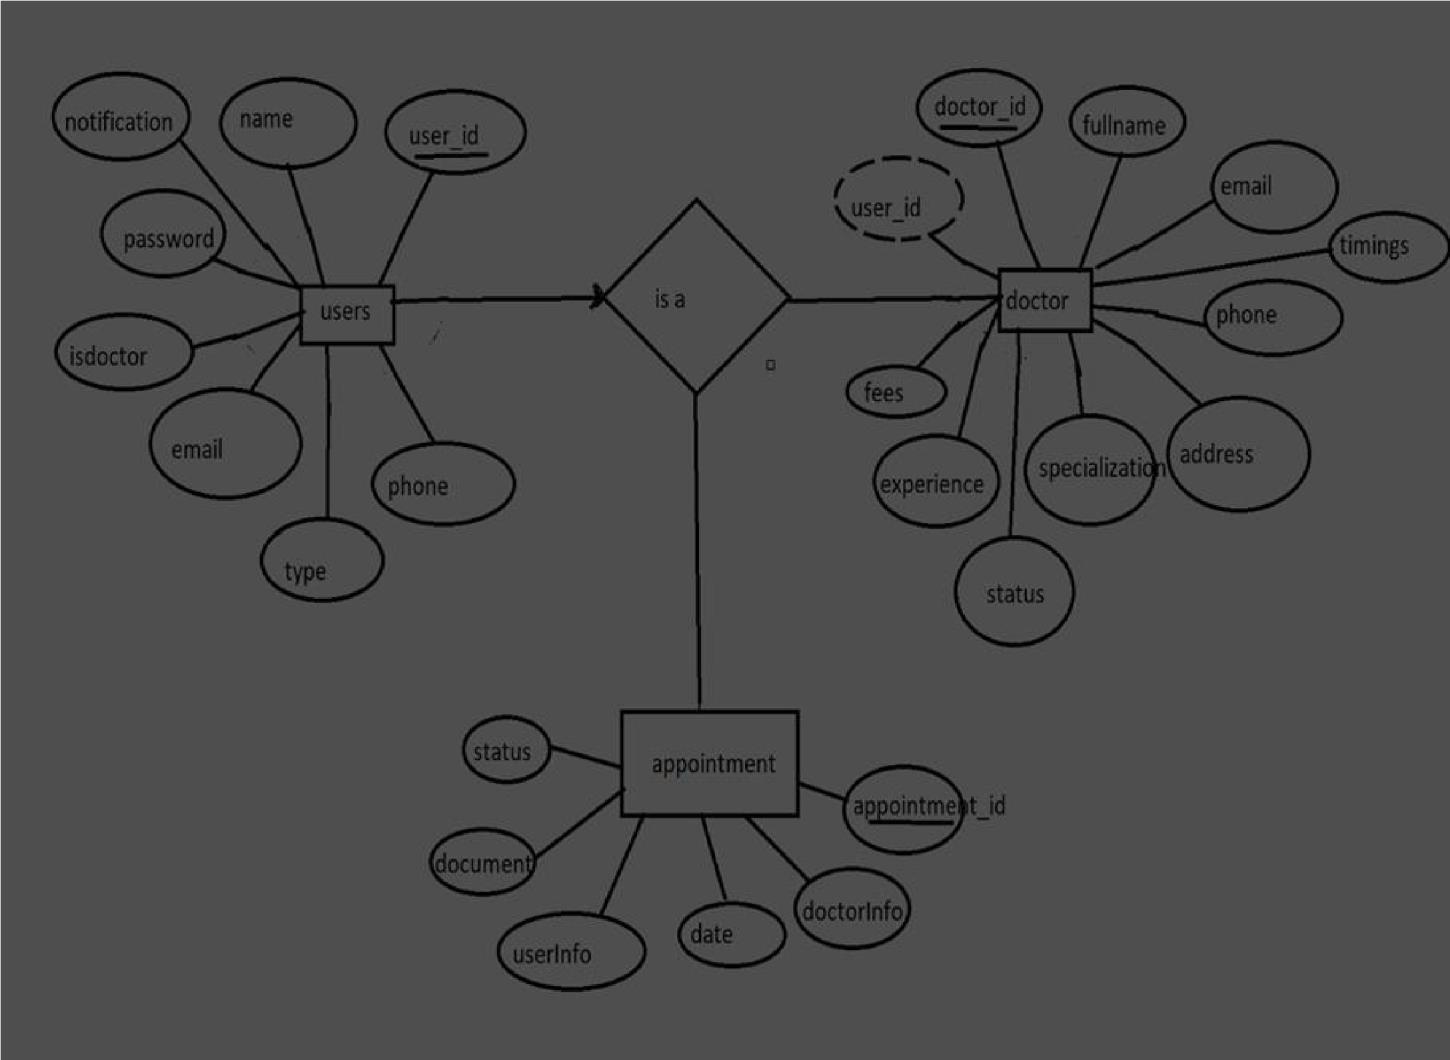 notification
name
user_id
password
isdoctor
email
type
phone
users
is a
doctor_id
fullname
user_id
email
timings
doctor
phone
fees
experience
specialization
address
status
appointment
status
document
userInfo
date
doctorInfo
appointment_id